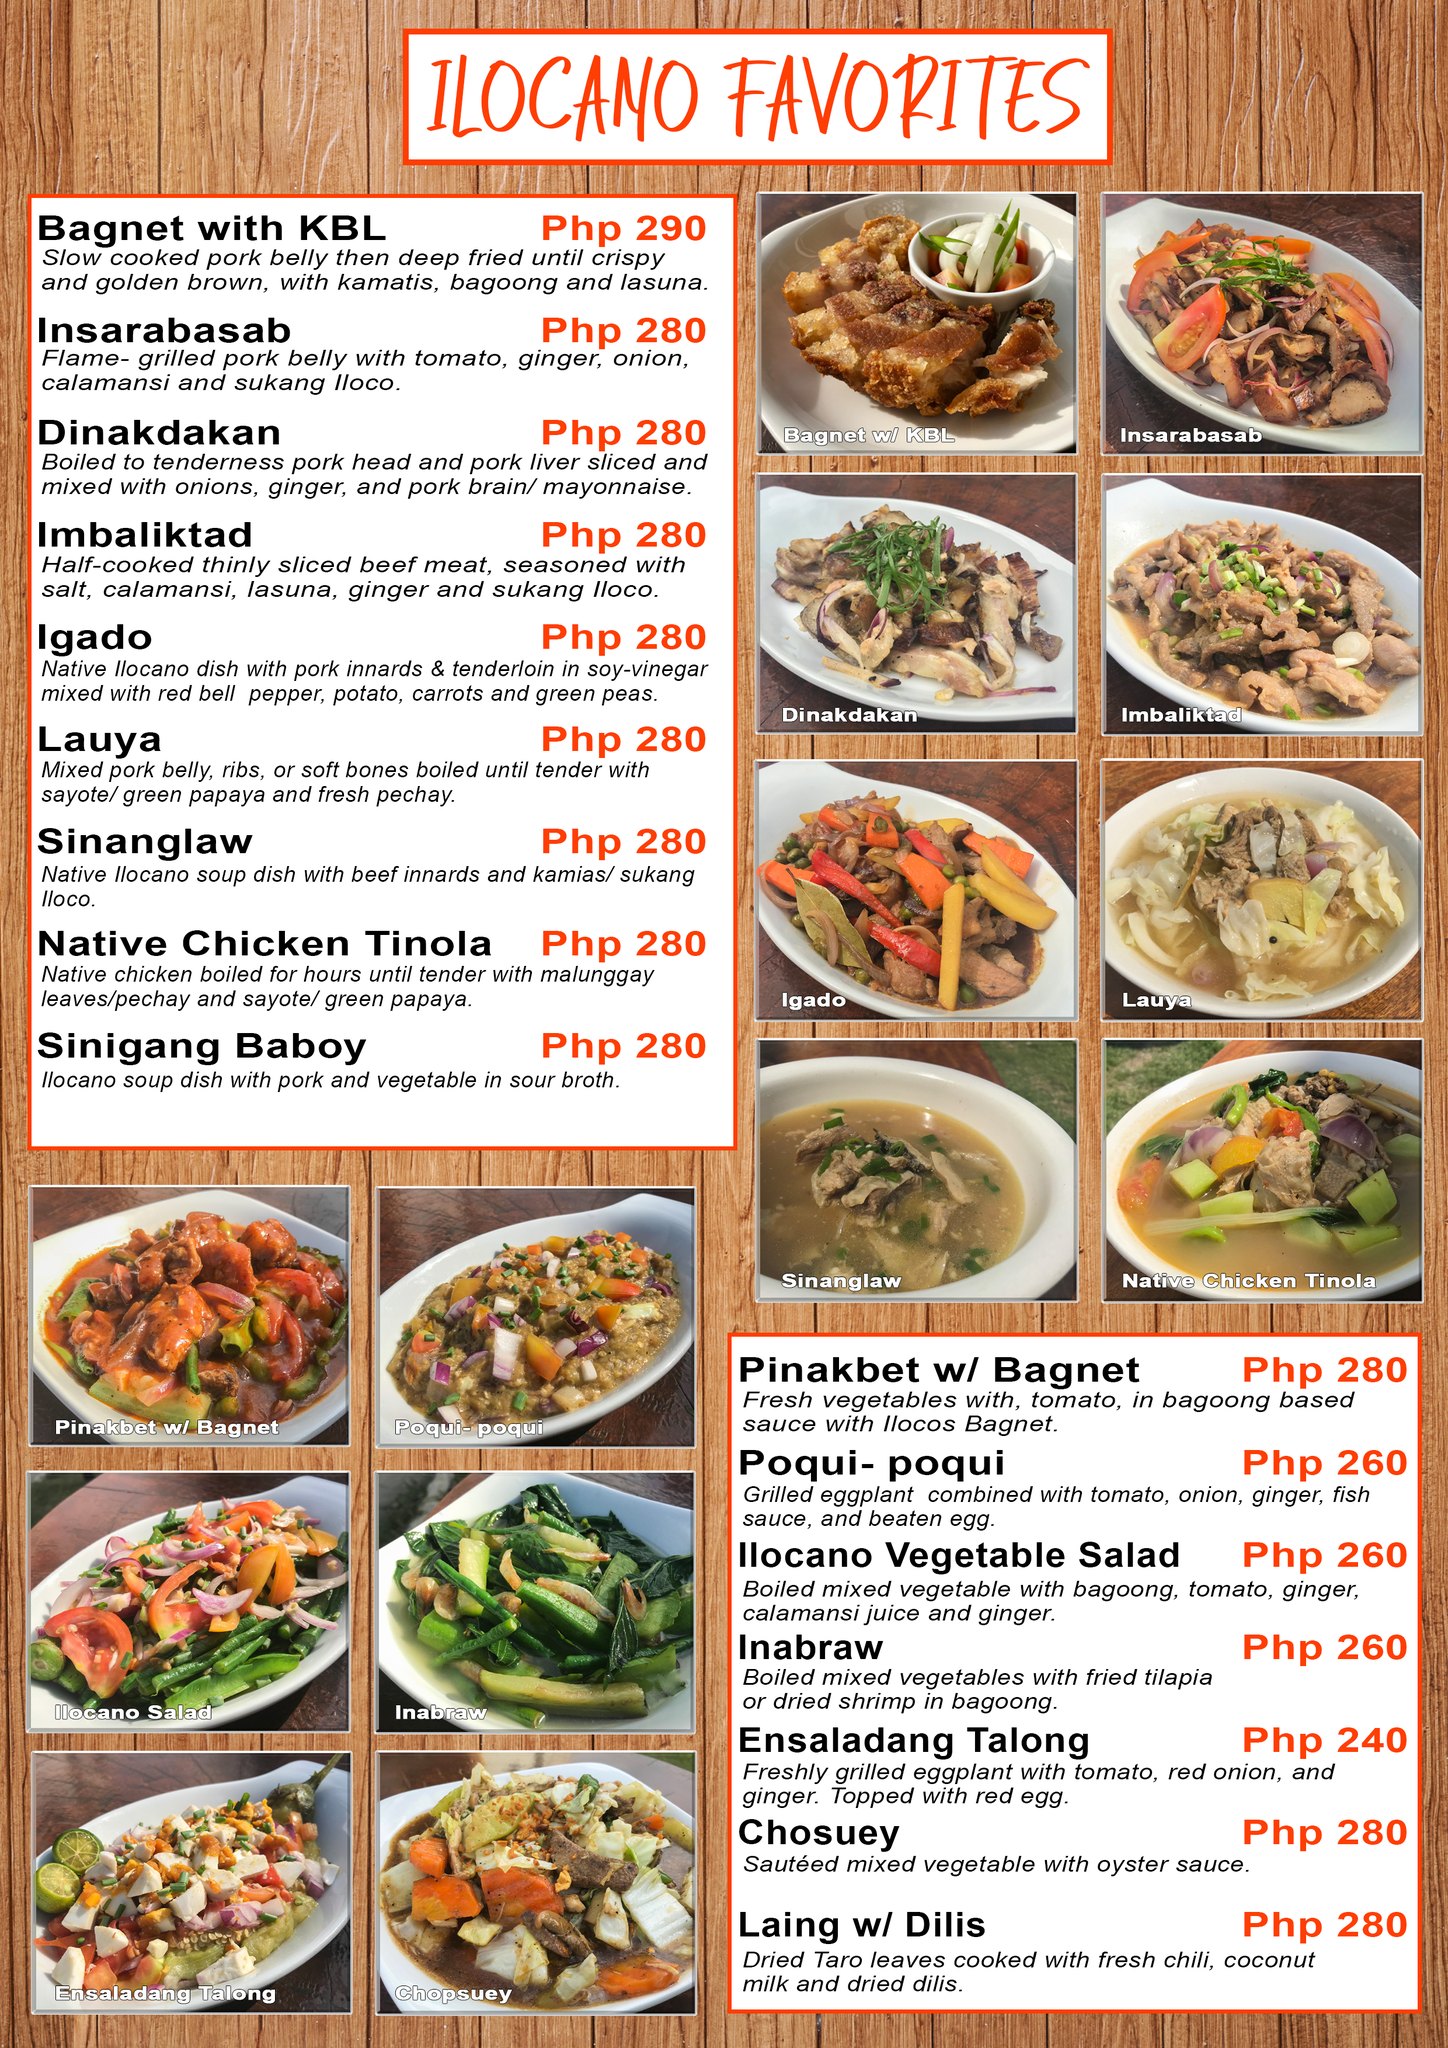 ILOCANO FAVORITES
Bagnet with KBL Php 290
Slow cooked pork belly then deep fried until crispy
and golden brown, with kamatis, bagoong and lasuna.
Insarabasab Php 280
Flame- grilled pork belly with tomato, ginger, onion,
calamansi and sukang Iloco.
Dinakdakan Php 280
Boiled to tenderness pork head and pork liver sliced and
mixed with onions, ginger, and pork brain/ mayonnaise.
Imbaliktad Php 280
Half-cooked thinly sliced beef meat, seasoned with
salt, calamansi, lasuna, ginger and sukang Iloco.
Igado Php 280
Native Ilocano dish with pork innards & tenderloin in soy-vinegar
mixed with red bell pepper, potato, carrots and green peas.
Lauya Php 280
Mixed pork belly, ribs, or soft bones boiled until tender with
sayote/ green papaya and fresh pechay.
Sinanglaw Php 280
Native Ilocano soup dish with beef innards and kamias/ sukang
Iloco.
Native Chicken Tinola Php 280
Native chicken boiled for hours until tender with malunggay
leaves/pechay and sayote/ green papaya.
Sinigang Baboy Php 280
Ilocano soup dish with pork and vegetable in sour broth.
Bagnet w/ KBL
Insarabasab
Dinakdakan
Imbaliktad
Igado
Lauya
Sinanglaw
Native Chicken Tinola
Pinakbet w/ Bagnet
Poqui- poqui
Ilocano Salad
Inabraw
Ensaladang Talong
Chopsuey
Pinakbet w/ Bagnet Php 280
Fresh vegetables with, tomato, in bagoong based
sauce with Ilocos Bagnet.
Poqui- poqui Php 260
Grilled eggplant combined with tomato, onion, ginger, fish
sauce, and beaten egg.
Ilocano Vegetable Salad Php 260
Boiled mixed vegetable with bagoong, tomato, ginger,
calamansi juice and ginger.
Inabraw Php 260
Boiled mixed vegetables with fried tilapia
or dried shrimp in bagoong.
Ensaladang Talong Php 240
Freshly grilled eggplant with tomato, red onion, and
ginger. Topped with red egg.
Chosuey Php 280
Sautéed mixed vegetable with oyster sauce.
Laing w/ Dilis Php 280
Dried Taro leaves cooked with fresh chili, coconut
milk and dried dilis.